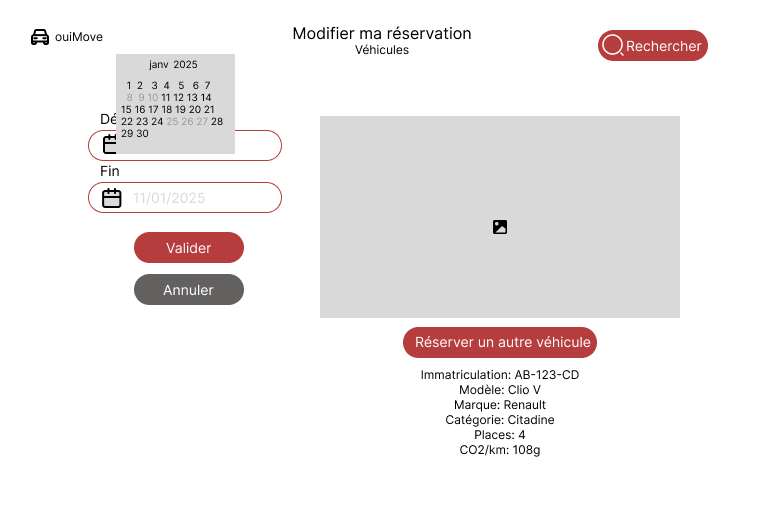 ouiMove
Modifier ma réservation
Véhicules
Rechercher
janv 2025
1 2 3 4 5 6 7
8 9 10 11 12 13 14
15 16 17 18 19 20 21
22 23 24 25 26 27 28
29 30
Dé
Fin
11/01/2025
Valider
Annuler
Réserver un autre véhicule
Immatriculation: AB-123-CD
Modèle: Clio V
Marque: Renault
Catégorie: Citadine
Places: 4
CO2/km: 108g